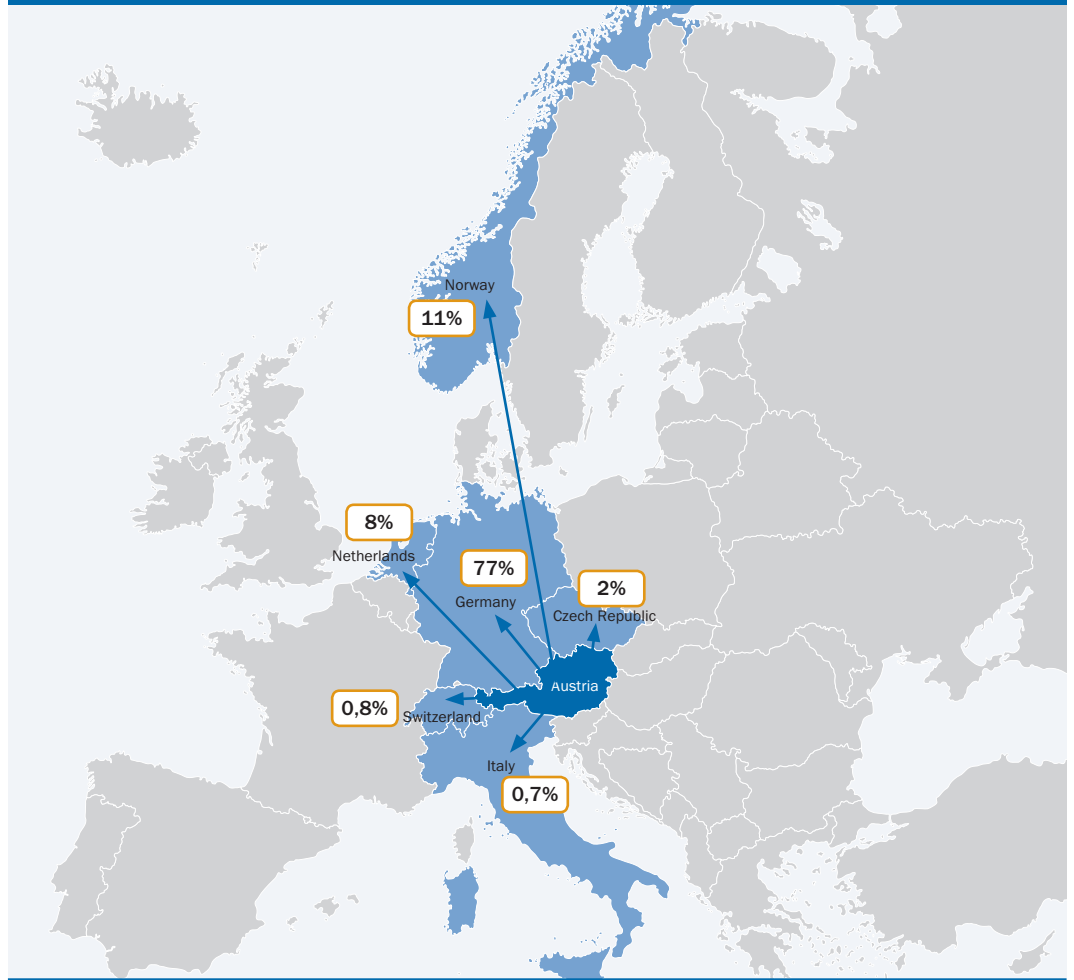 Norway
11%
8%
Netherlands
77%
Germany
2%
Czech Republic
Austria
0,8%
Switzerland
Italy
0,7%